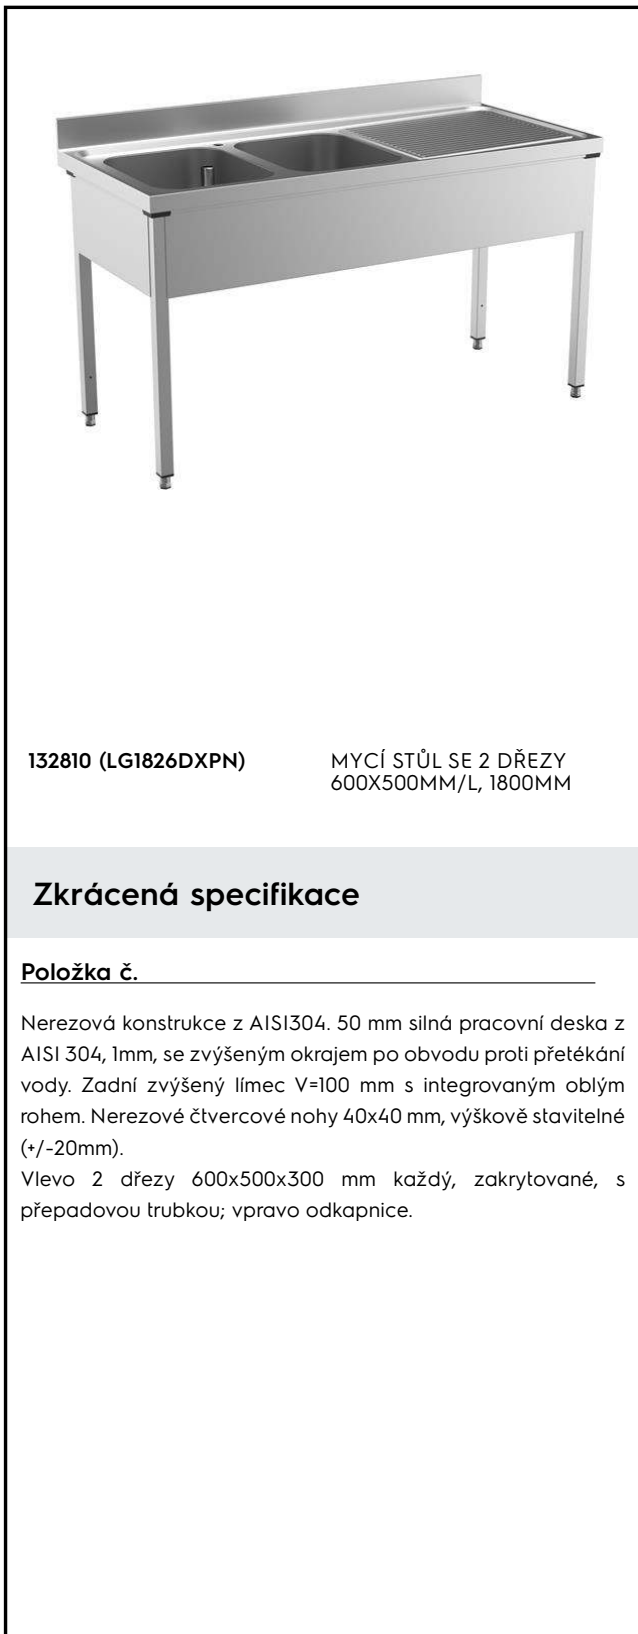 132810 (LG1826DXPN)
MYCÍ STŮL SE 2 DŘEZY
600X500MM/L, 1800MM
Zkrácená specifikace
Položka č.
Nerezová konstrukce z AISI304. 50 mm silná pracovní deska z
AISI 304, 1mm, se zvýšeným okrajem po obvodu proti přetékání
vody. Zadní zvýšený límec V=100 mm s integrovaným oblým
rohem. Nerezové čtvercové nohy 40x40 mm, výškově stavitelné
(+/-20mm).
Vlevo 2 dřezy 600x500x300 mm každý, zakrytované, s
přepadovou trubkou; vpravo odkapnice.